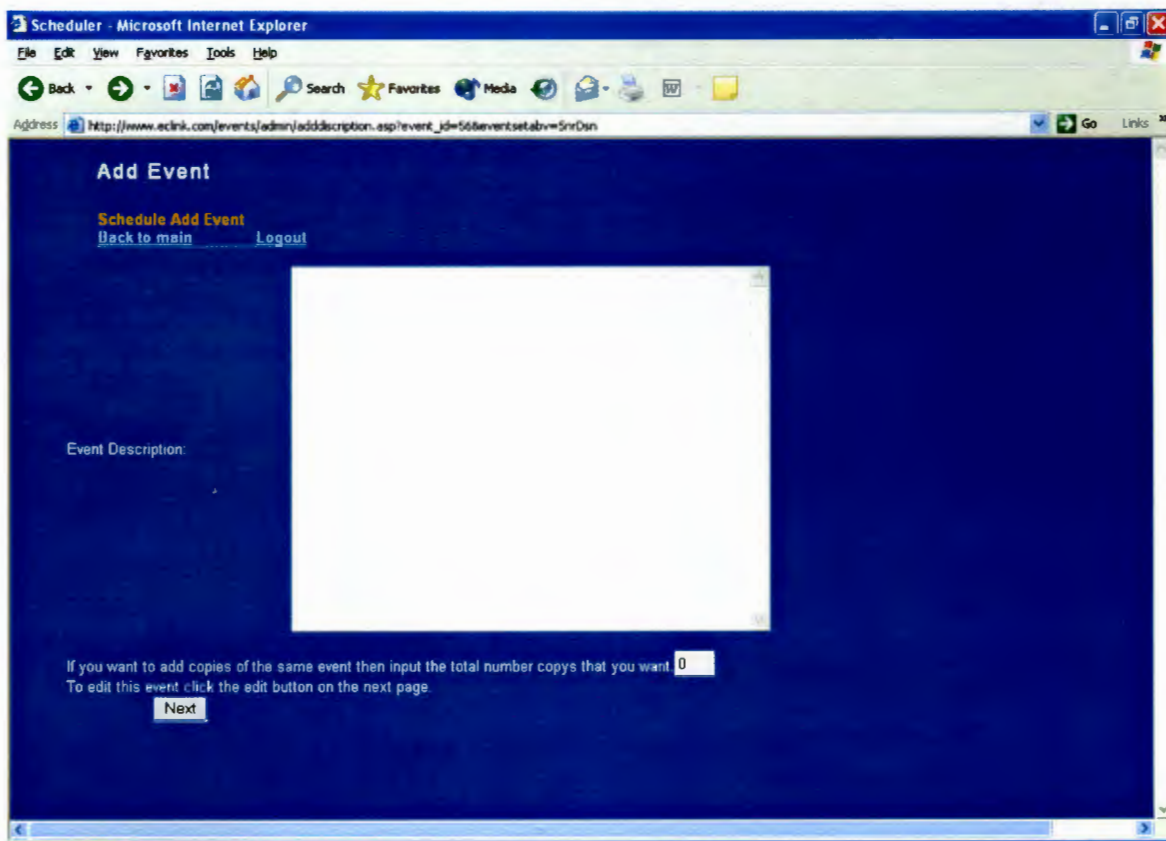 Scheduler - Microsoft Internet Explorer
File Edit View Favorites Tools Help
Back Search Favorites Media W
Address http://www.eclink.com/events/admin/adddiscription.asp?event_id=56&eventsetabv=SnrDsn Go Links »
Add Event
Schedule Add Event
Back to main Logout
Event Description:
If you want to add copies of the same event then input the total number copys that you want. 0
To edit this event click the edit button on the next page.
Next